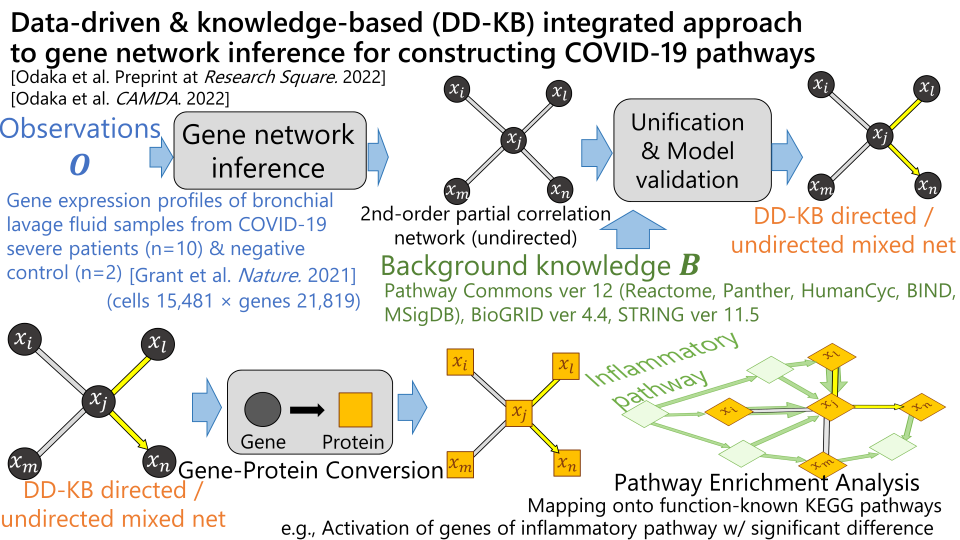 Data-driven & knowledge-based (DD-KB) integrated approach
to gene network inference for constructing COVID-19 pathways
[Odaka et al. Preprint at Research Square. 2022]
[Odaka et al. CAMDA. 2022]
Observations
O
Gene network
inference
x_i
x_l
x_j
x_m
x_n
Unification
& Model
validation
x_i
x_l
x_j
x_m
x_n
Gene expression profiles of bronchial
lavage fluid samples from COVID-19
severe patients (n=10) & negative
control (n=2) [Grant et al. Nature. 2021]
(cells 15,481 × genes 21,819)
2nd-order partial correlation
network (undirected)
DD-KB directed /
undirected mixed net
Background knowledge B
Pathway Commons ver 12 (Reactome, Panther, HumanCyc, BIND,
MSigDB), BioGRID ver 4.4, STRING ver 11.5
x_i
x_l
x_j
x_m
x_n
DD-KB directed /
undirected mixed net
Gene
Protein
Gene-Protein Conversion
x_i
x_l
x_j
x_m
x_n
Inflammatory
pathway
x_l
x_i
x_j
x_n
x_m
Pathway Enrichment Analysis
Mapping onto function-known KEGG pathways
e.g., Activation of genes of inflammatory pathway w/ significant difference